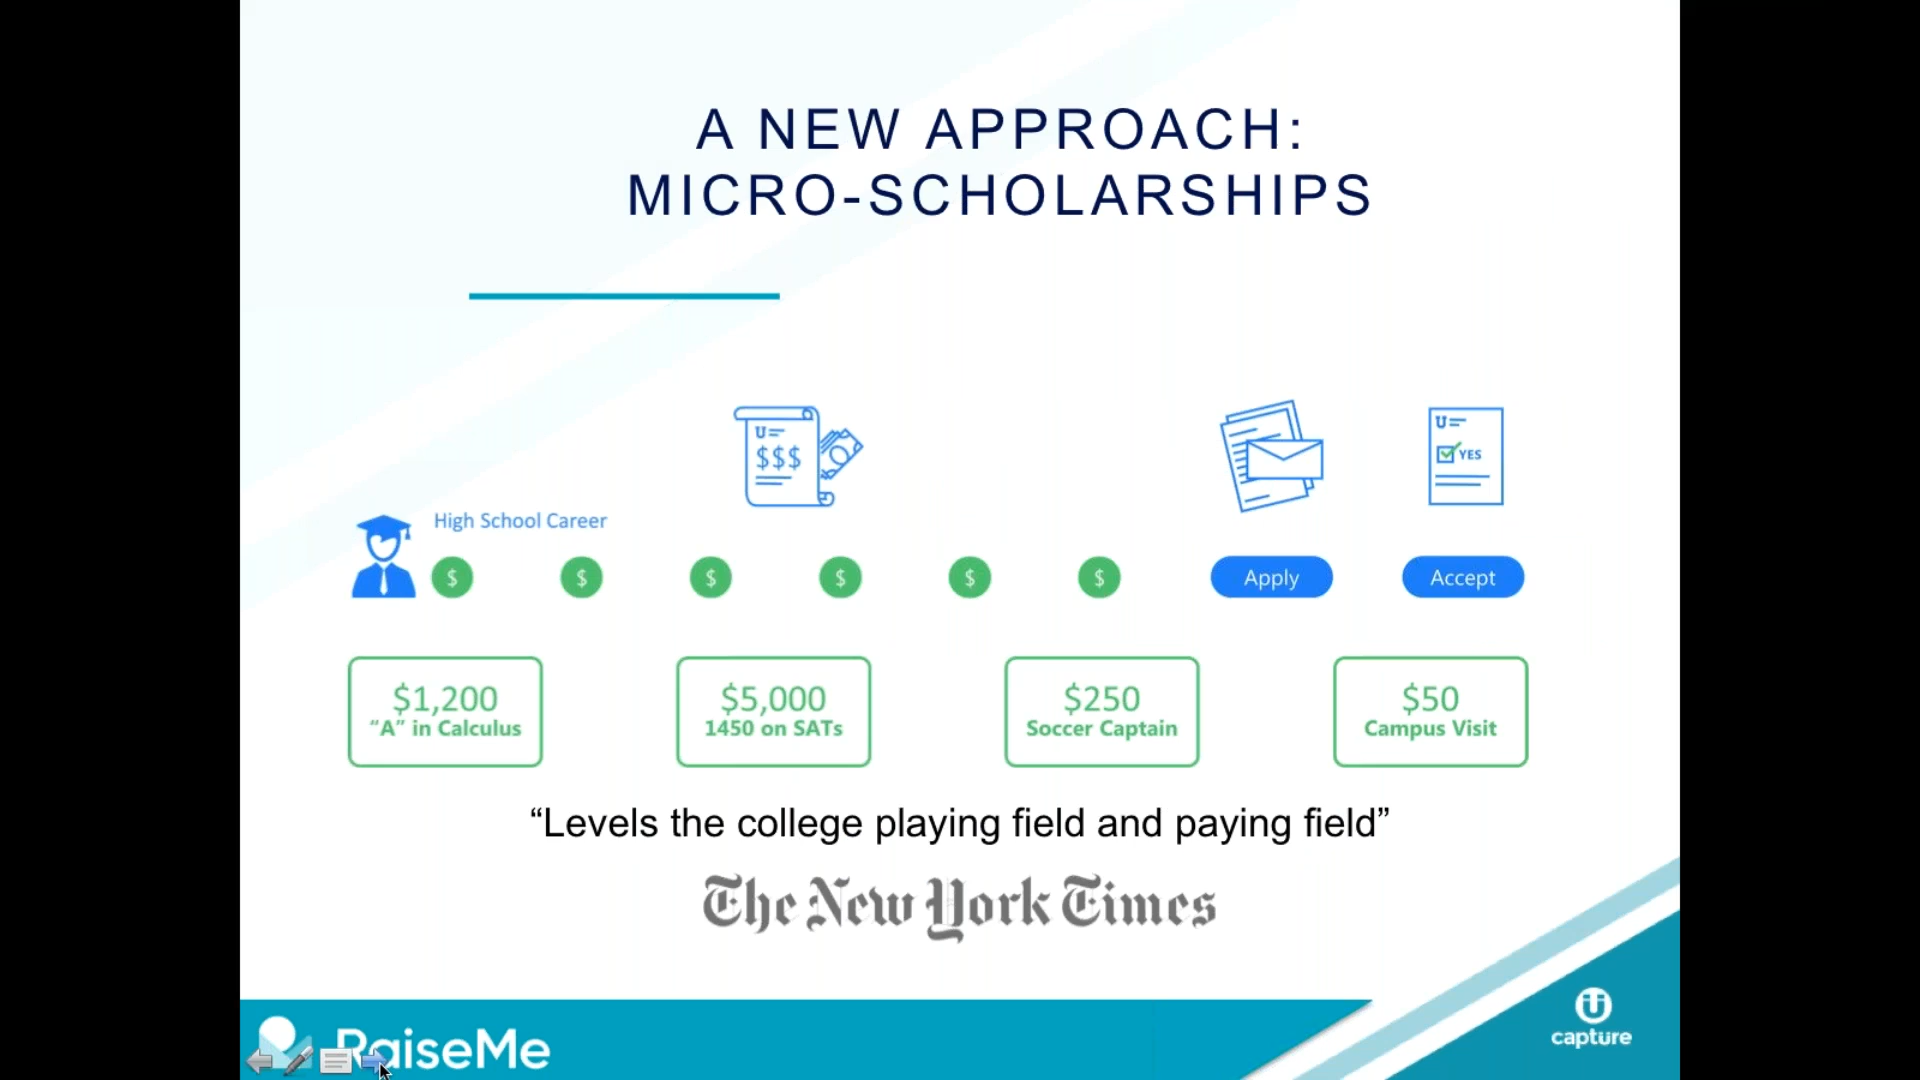 A NEW APPROACH:
MICRO-SCHOLARSHIPS
U
$$$
U
YES
High School Career
$ $ $ $ $ $
Apply
Accept
$1,200
“A” in Calculus
$5,000
1450 on SATs
$250
Soccer Captain
$50
Campus Visit
“Levels the college playing field and paying field”
The New York Times
RaiseMe
U
capture